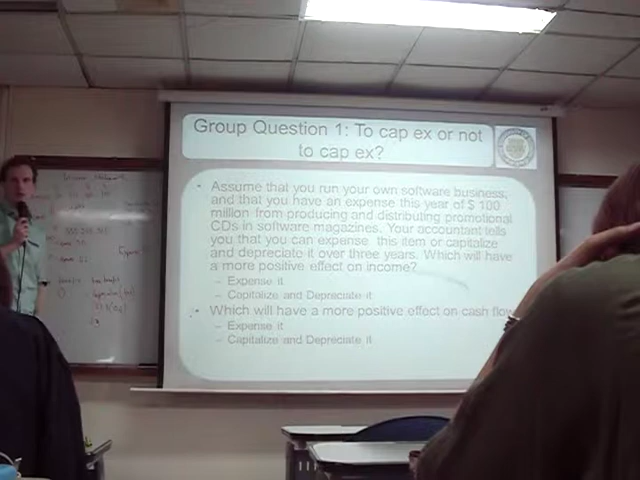 Group Question 1: To cap ex or not
to cap ex?
• Assume that you run your own software business,
and that you have an expense this year of $ 100
million from producing and distributing promotional
CDs in software magazines. Your accountant tells
you that you can expense this item or capitalize
and depreciate it over three years. Which will have
a more positive effect on income?
– Expense it
– Capitalize and Depreciate it
• Which will have a more positive effect on cash flow
– Expense it
– Capitalize and Depreciate it